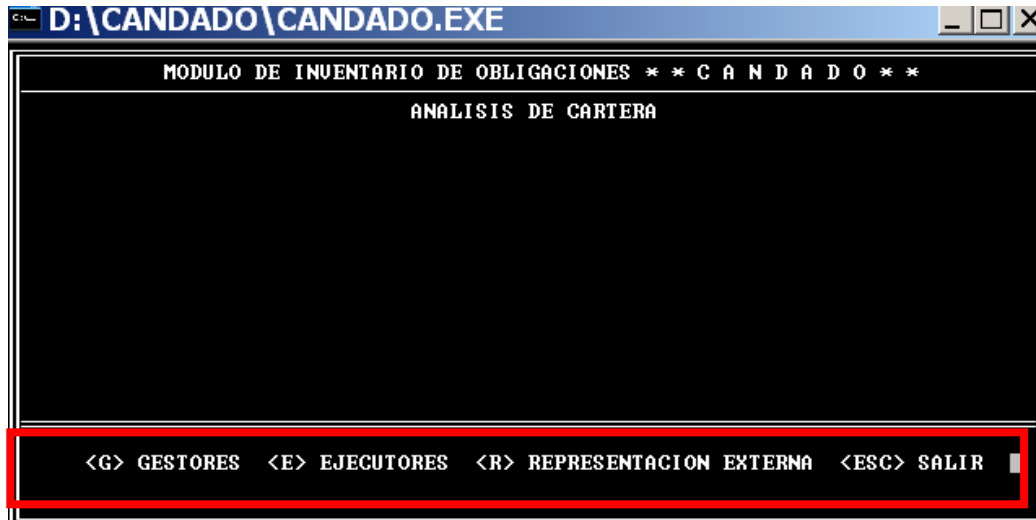 D:\CANDADO\CANDADO.EXE
MODULO DE INVENTARIO DE OBLIGACIONES * * C A N D A D O * *
ANALISIS DE CARTERA
<G> GESTORES <E> EJECUTORES <R> REPRESENTACION EXTERNA <ESC> SALIR